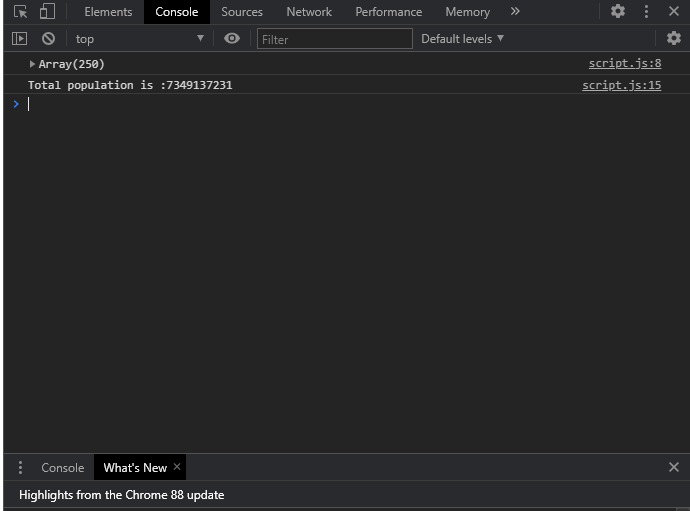 Elements Console Sources Network Performance Memory »
top Filter Default levels
Array(250) script.js:8
Total population is :7349137231 script.js:15
Console What's New
Highlights from the Chrome 88 update